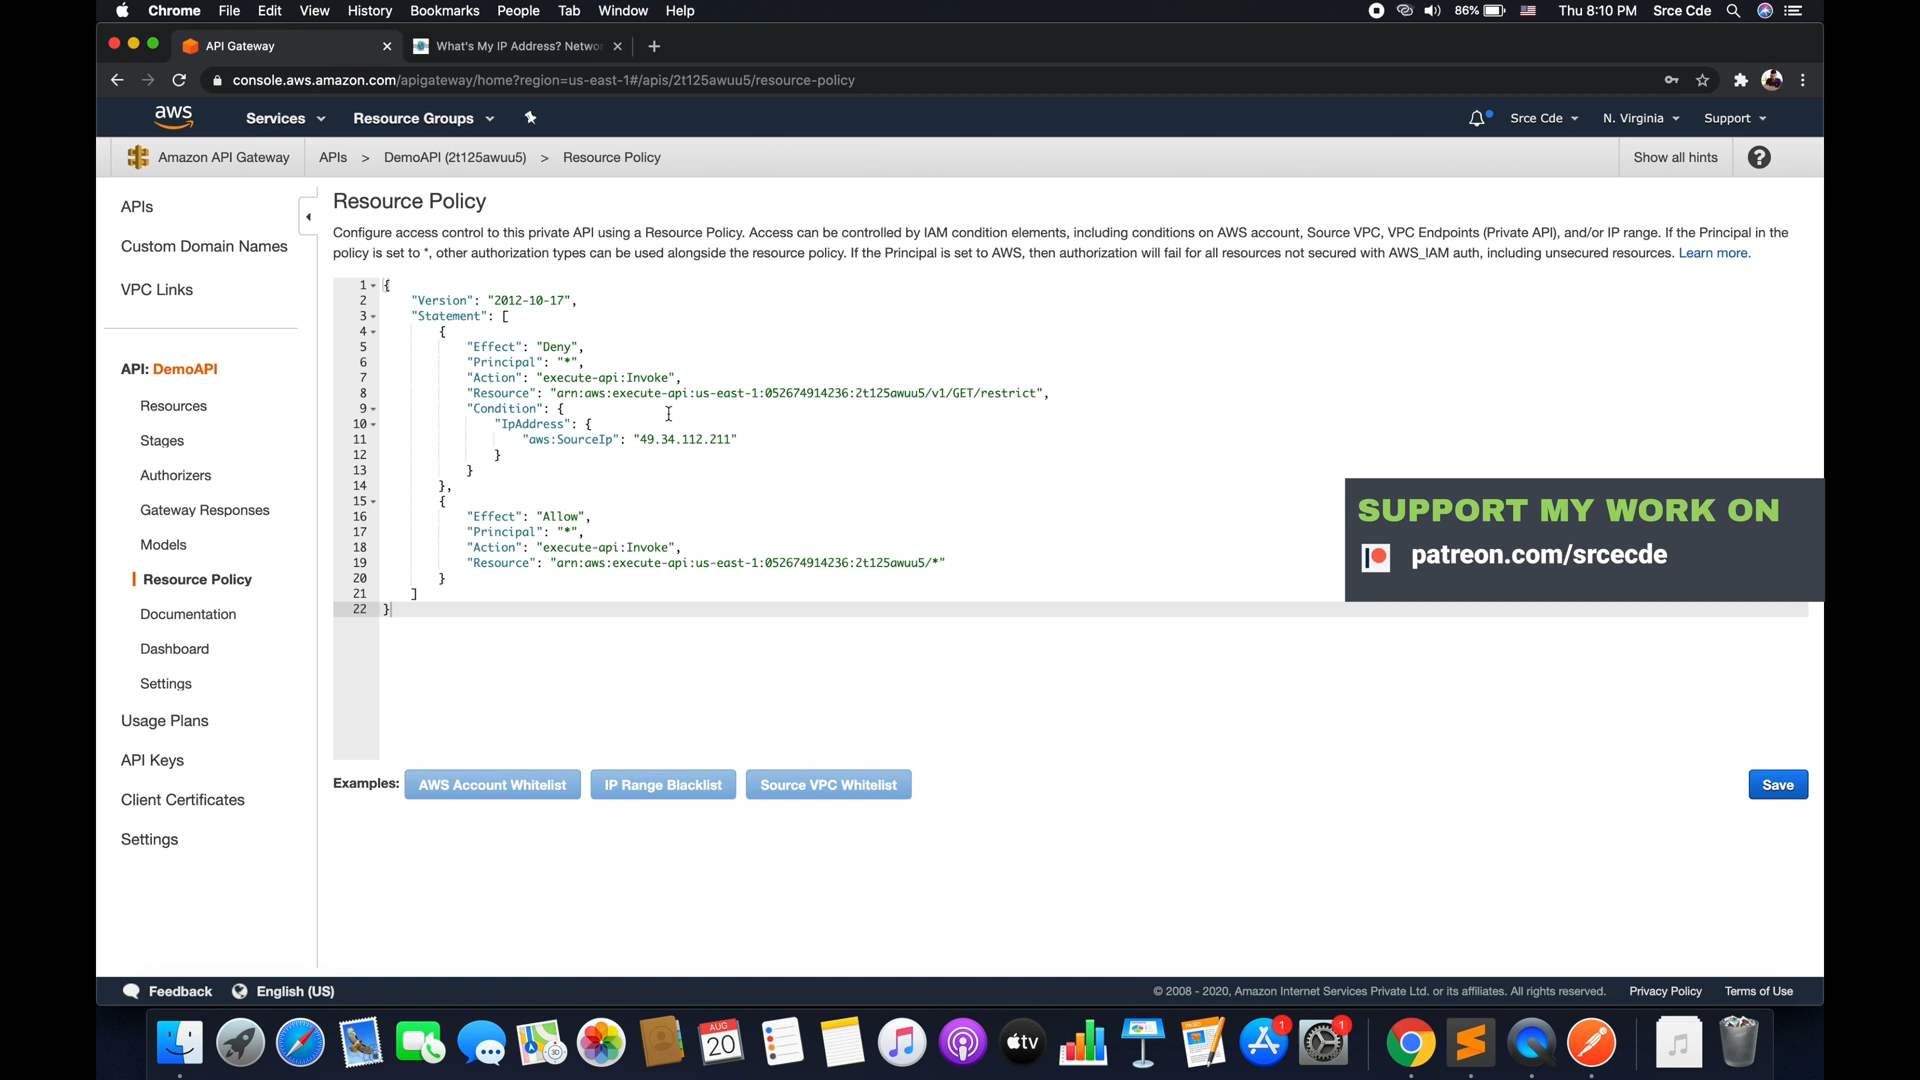 Chrome File Edit View History Bookmarks People Tab Window Help 86% Thu 8:10 PM Srce Cde
API Gateway What's My IP Address? Networ
console.aws.amazon.com/apigateway/home?region=us-east-1#/apis/2t125awuu5/resource-policy
aws Services Resource Groups Srce Cde N. Virginia Support
Amazon API Gateway APIs > DemoAPI (2t125awuu5) > Resource Policy Show all hints ?
APIs
Custom Domain Names
VPC Links
API: DemoAPI
Resources
Stages
Authorizers
Gateway Responses
Models
Resource Policy
Documentation
Dashboard
Settings
Usage Plans
API Keys
Client Certificates
Settings
Resource Policy
Configure access control to this private API using a Resource Policy. Access can be controlled by IAM condition elements, including conditions on AWS account, Source VPC, VPC Endpoints (Private API), and/or IP range. If the Principal in the
policy is set to *, other authorization types can be used alongside the resource policy. If the Principal is set to AWS, then authorization will fail for all resources not secured with AWS_IAM auth, including unsecured resources. Learn more.
1 {
2 "Version": "2012-10-17",
3 "Statement": [
4 {
5 "Effect": "Deny",
6 "Principal": "*",
7 "Action": "execute-api:Invoke",
8 "Resource": "arn:aws:execute-api:us-east-1:052674914236:2t125awuu5/v1/GET/restrict",
9 "Condition": {
10 "IpAddress": {
11 "aws:SourceIp": "49.34.112.211"
12 }
13 }
14 },
15 {
16 "Effect": "Allow",
17 "Principal": "*",
18 "Action": "execute-api:Invoke",
19 "Resource": "arn:aws:execute-api:us-east-1:052674914236:2t125awuu5/*"
20 }
21 ]
22 }
SUPPORT MY WORK ON
patreon.com/srcecde
Examples: AWS Account Whitelist IP Range Blacklist Source VPC Whitelist Save
Feedback English (US) © 2008 - 2020, Amazon Internet Services Private Ltd. or its affiliates. All rights reserved. Privacy Policy Terms of Use
AUG
20
tv
1
1